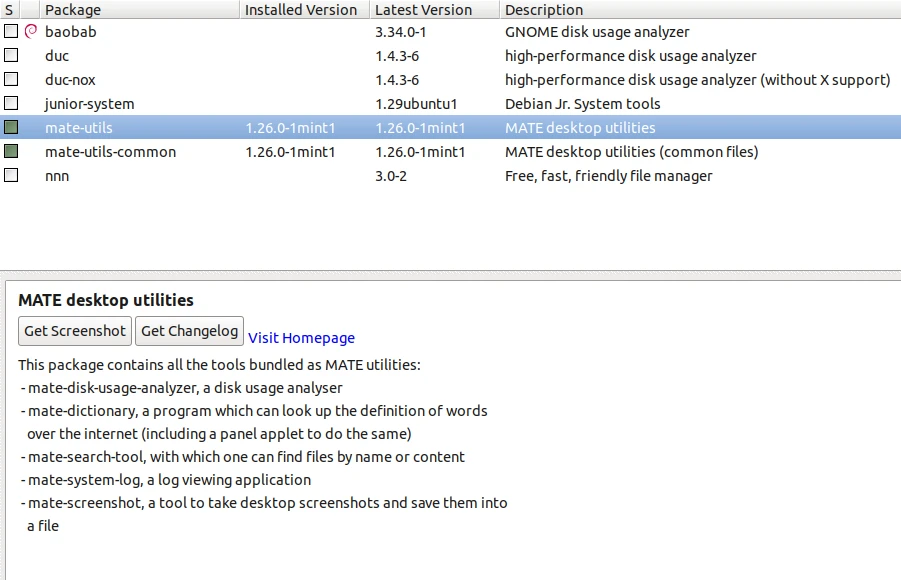 S Package Installed Version Latest Version Description
baobab 3.34.0-1 GNOME disk usage analyzer
duc 1.4.3-6 high-performance disk usage analyzer
duc-nox 1.4.3-6 high-performance disk usage analyzer (without X support)
junior-system 1.29ubuntu1 Debian Jr. System tools
mate-utils 1.26.0-1mint1 1.26.0-1mint1 MATE desktop utilities
mate-utils-common 1.26.0-1mint1 1.26.0-1mint1 MATE desktop utilities (common files)
nnn 3.0-2 Free, fast, friendly file manager
MATE desktop utilities
Get Screenshot Get Changelog Visit Homepage
This package contains all the tools bundled as MATE utilities:
- mate-disk-usage-analyzer, a disk usage analyser
- mate-dictionary, a program which can look up the definition of words
over the internet (including a panel applet to do the same)
- mate-search-tool, with which one can find files by name or content
- mate-system-log, a log viewing application
- mate-screenshot, a tool to take desktop screenshots and save them into
a file